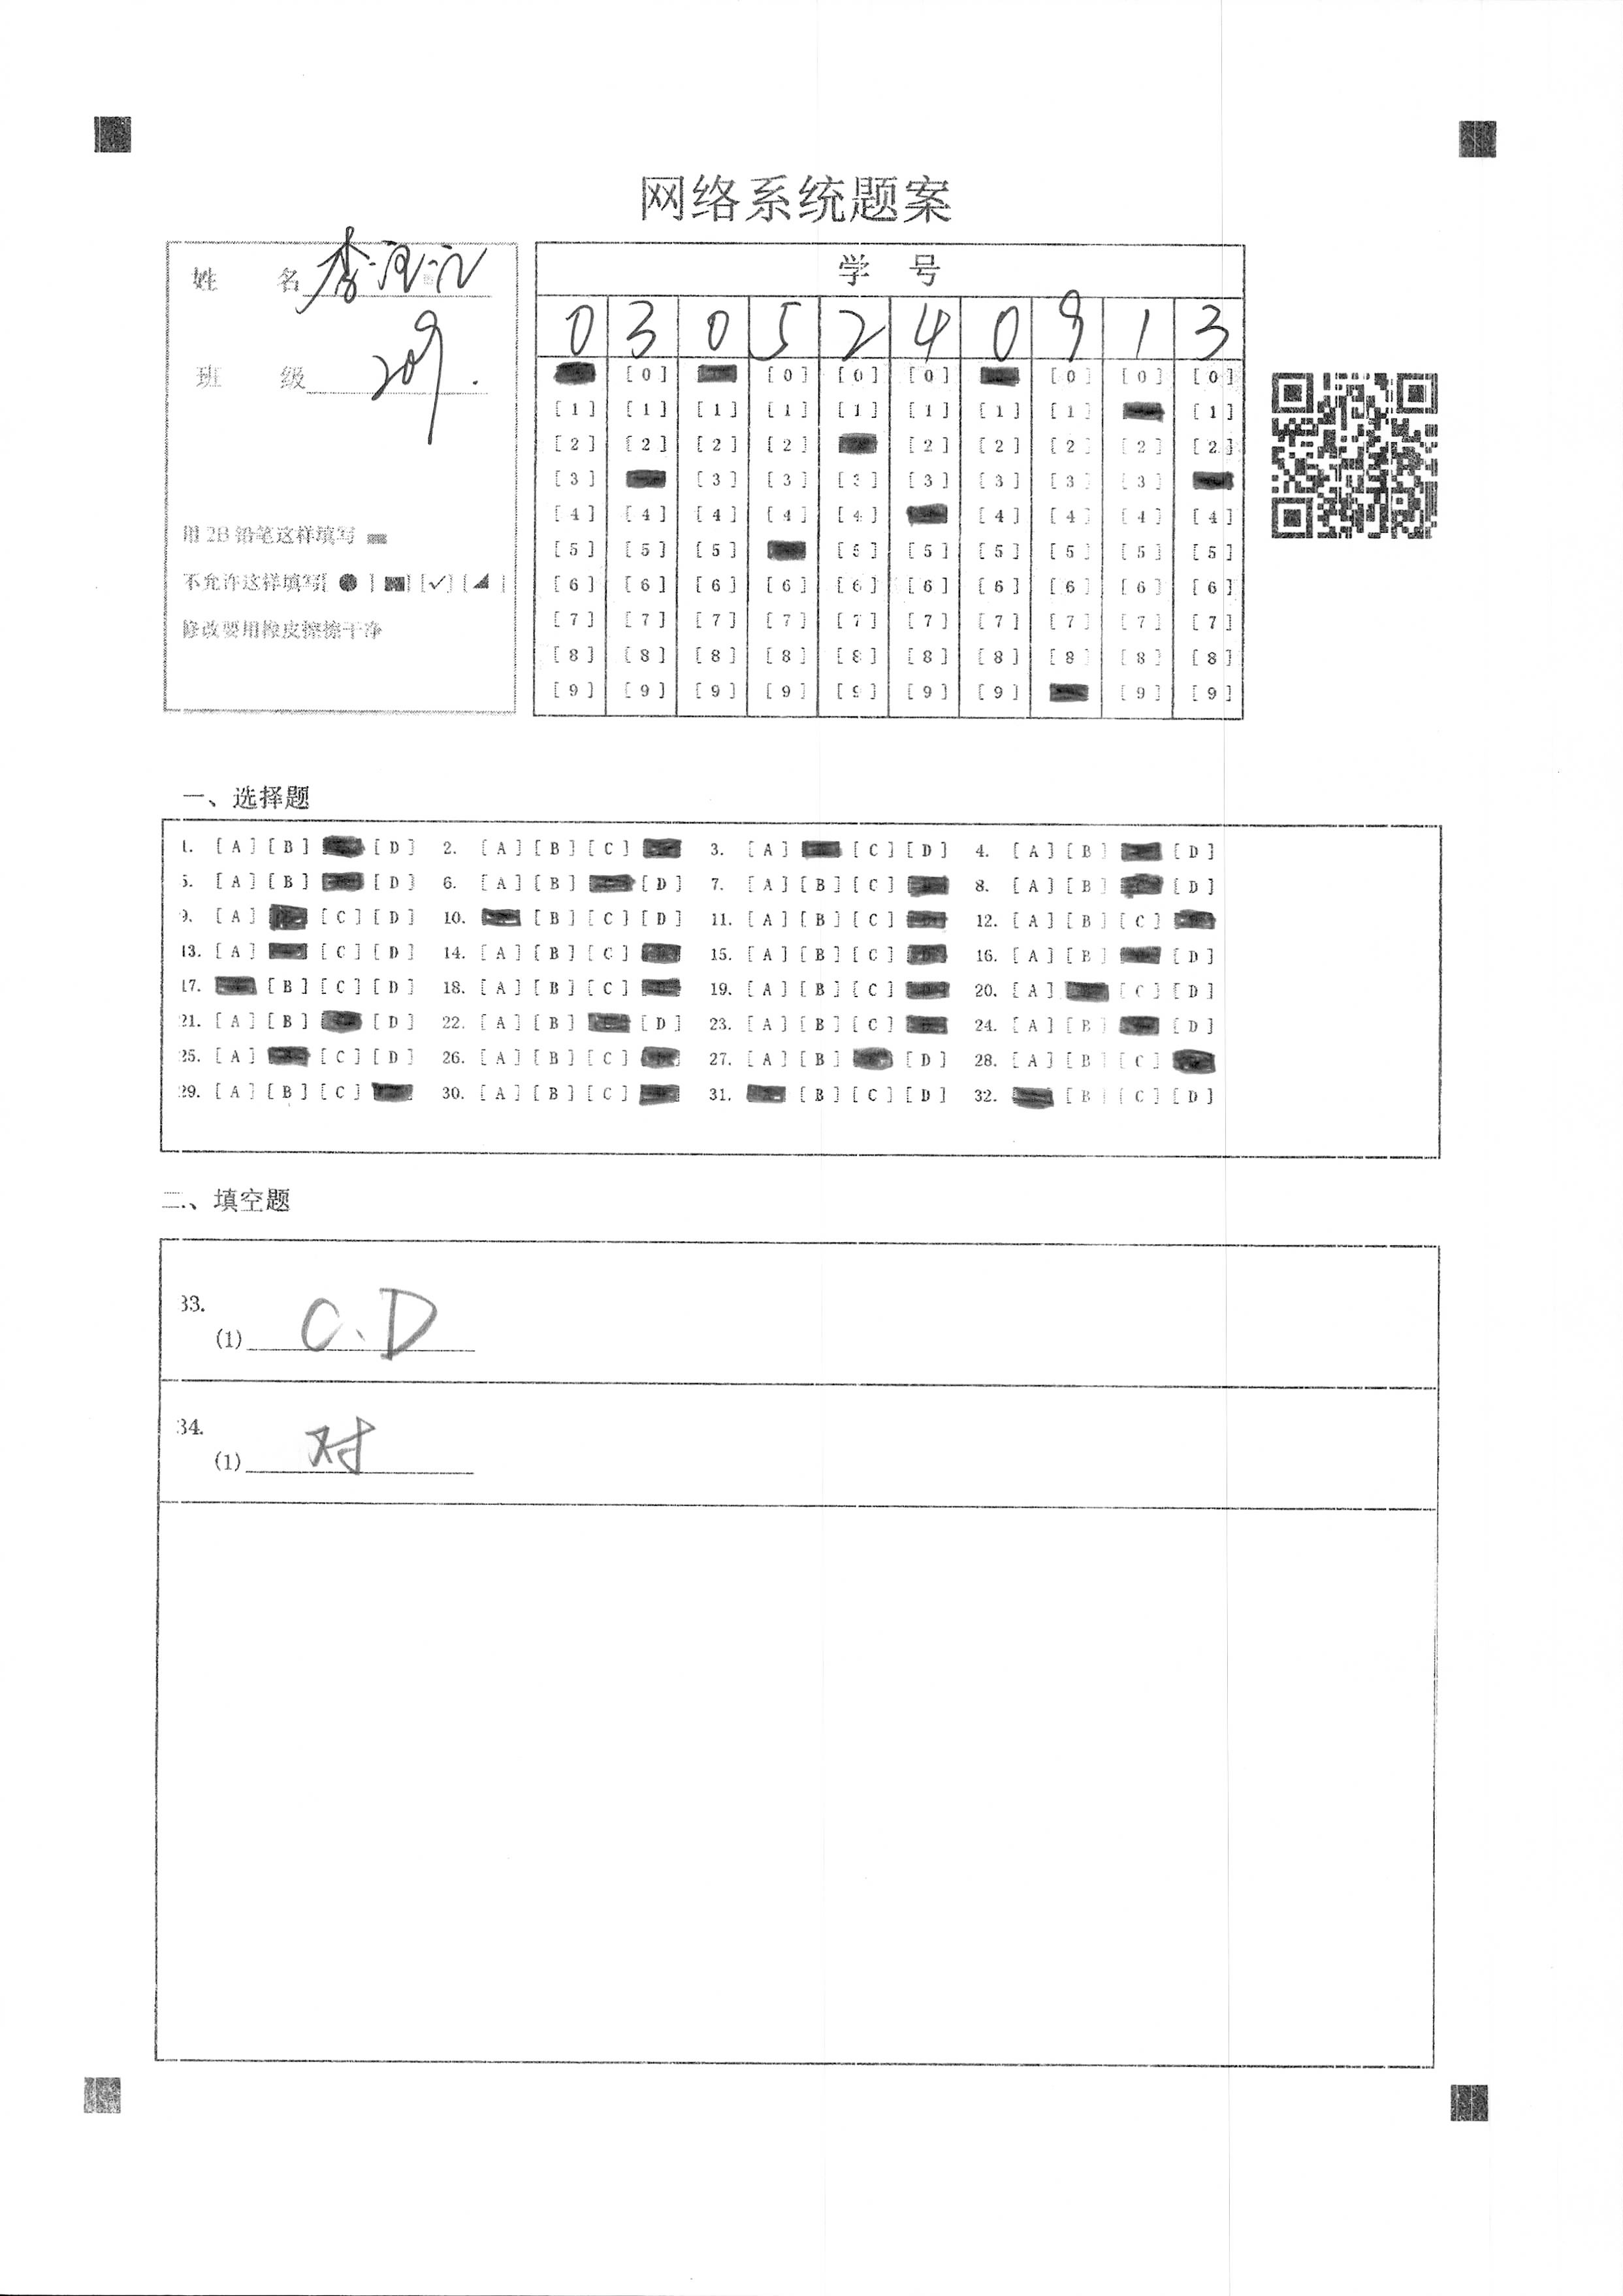 网络系统题案
姓 名
班 级 209.
用 2B 铅笔这样填写
不允许这样填写[ ● ] [■] [✓] [◢ ]
修改要用橡皮擦擦干净
学 号
0 3 0 5 2 4 0 9 1 3
[0] [0] [0] [0] [0] [0] [0]
[1] [1] [1] [1] [1] [1] [1] [1] [1]
[2] [2] [2] [2] [2] [2] [2] [2] [2]
[3] [3] [3] [3] [3] [3] [3] [3]
[4] [4] [4] [4] [4] [4] [4] [4] [4]
[5] [5] [5] [5] [5] [5] [5] [5] [5]
[6] [6] [6] [6] [6] [6] [6] [6] [6] [6]
[7] [7] [7] [7] [7] [7] [7] [7] [7] [7]
[8] [8] [8] [8] [8] [8] [8] [8] [8] [8]
[9] [9] [9] [9] [9] [9] [9] [9] [9]
一、选择题
1. [A] [B] [D] 2. [A] [B] [C] 3. [A] [C] [D] 4. [A] [B] [D]
5. [A] [B] [D] 6. [A] [B] [D] 7. [A] [B] [C] 8. [A] [B] [D]
9. [A] [C] [D] 10. [B] [C] [D] 11. [A] [B] [C] 12. [A] [B] [C]
13. [A] [C] [D] 14. [A] [B] [C] 15. [A] [B] [C] 16. [A] [B] [D]
17. [B] [C] [D] 18. [A] [B] [C] 19. [A] [B] [C] 20. [A] [C] [D]
21. [A] [B] [D] 22. [A] [B] [D] 23. [A] [B] [C] 24. [A] [B] [D]
25. [A] [C] [D] 26. [A] [B] [C] 27. [A] [B] [D] 28. [A] [B] [C]
29. [A] [B] [C] 30. [A] [B] [C] 31. [B] [C] [D] 32. [B] [C] [D]
二、填空题
33.
(1) C、D
34.
(1) 对